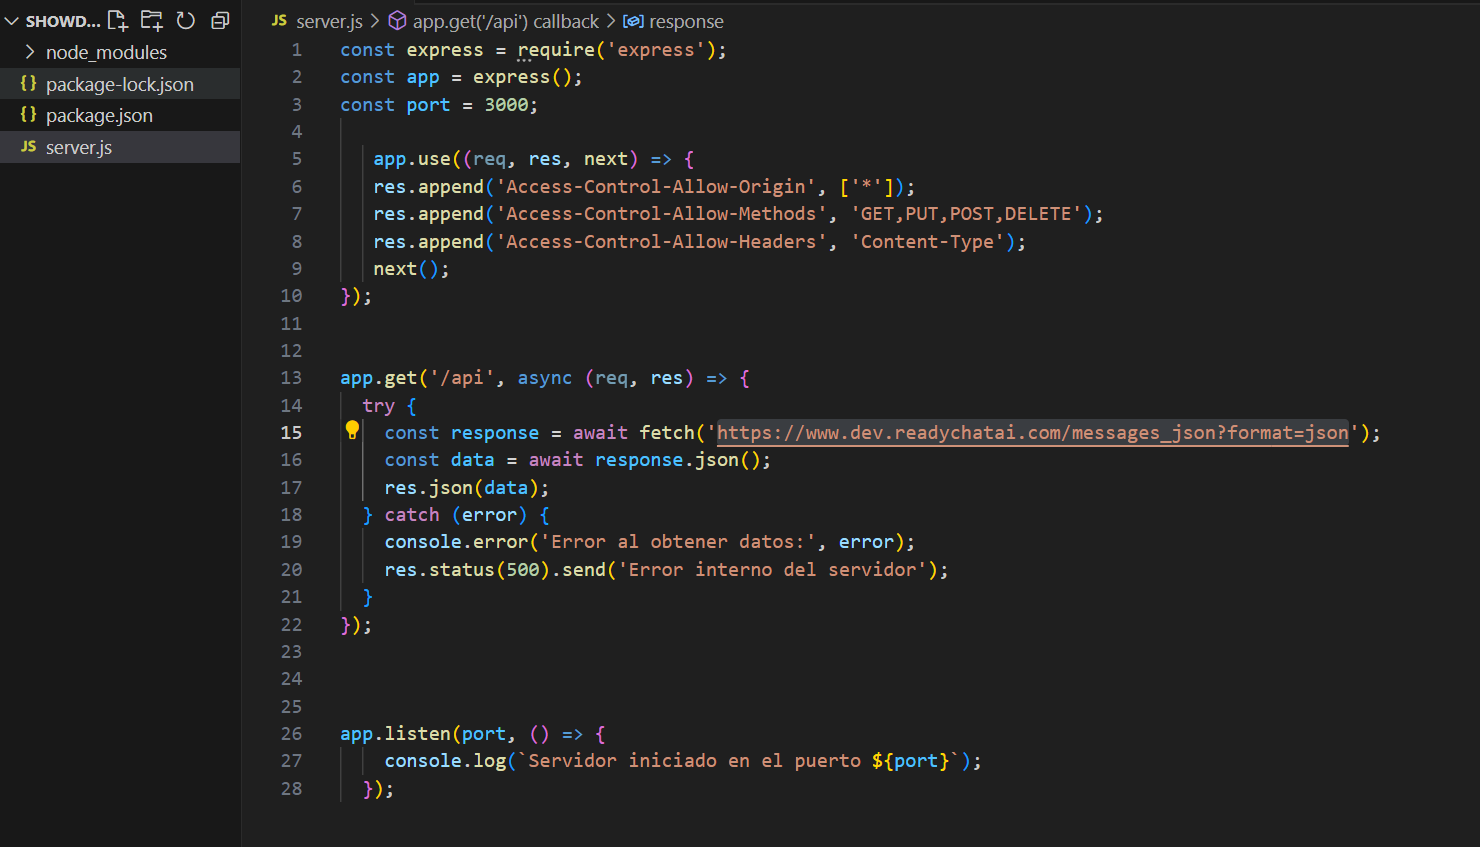 SHOWD...
node_modules
{} package-lock.json
{} package.json
JS server.js
JS server.js > app.get('/api') callback > response
1 const express = require('express');
2 const app = express();
3 const port = 3000;
4
5 app.use((req, res, next) => {
6 res.append('Access-Control-Allow-Origin', ['*']);
7 res.append('Access-Control-Allow-Methods', 'GET,PUT,POST,DELETE');
8 res.append('Access-Control-Allow-Headers', 'Content-Type');
9 next();
10 });
11
12
13 app.get('/api', async (req, res) => {
14 try {
15 const response = await fetch('https://www.dev.readychatai.com/messages_json?format=json');
16 const data = await response.json();
17 res.json(data);
18 } catch (error) {
19 console.error('Error al obtener datos:', error);
20 res.status(500).send('Error interno del servidor');
21 }
22 });
23
24
25
26 app.listen(port, () => {
27 console.log(`Servidor iniciado en el puerto ${port}`);
28 });